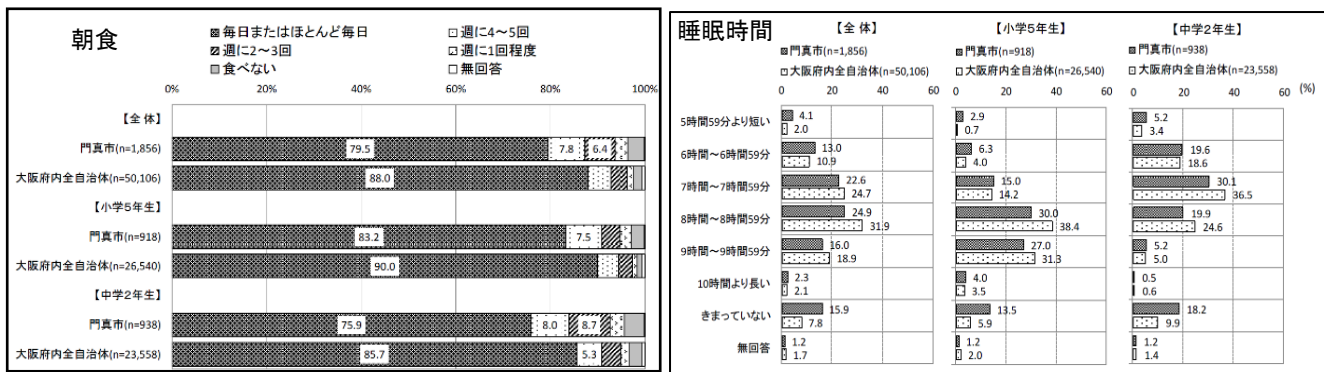 朝食
毎日またはほとんど毎日
週に4～5回
週に2～3回
週に1回程度
食べない
無回答
0% 20% 40% 60% 80% 100%
【全 体】
門真市(n=1,856) 79.5 7.8 6.4
大阪府内全自治体(n=50,106) 88.0
【小学5年生】
門真市(n=918) 83.2 7.5
大阪府内全自治体(n=26,540) 90.0
【中学2年生】
門真市(n=938) 75.9 8.0 8.7
大阪府内全自治体(n=23,558) 85.7 5.3
睡眠時間
【全 体】 【小学5年生】 【中学2年生】
門真市(n=1,856) 門真市(n=918) 門真市(n=938)
大阪府内全自治体(n=50,106) 大阪府内全自治体(n=26,540) 大阪府内全自治体(n=23,558)
0 20 40 60 0 20 40 60 0 20 40 60 (%)
5時間59分より短い 4.1 2.9 5.2
2.0 0.7 3.4
6時間～6時間59分 13.0 6.3 19.6
10.9 4.0 18.6
7時間～7時間59分 22.6 15.0 30.1
24.7 14.2 36.5
8時間～8時間59分 24.9 30.0 19.9
31.9 38.4 24.6
9時間～9時間59分 16.0 27.0 5.2
18.9 31.3 5.0
10時間より長い 2.3 4.0 0.5
2.1 3.5 0.6
きまっていない 15.9 13.5 18.2
7.8 5.9 9.9
無回答 1.2 1.2 1.2
1.7 2.0 1.4